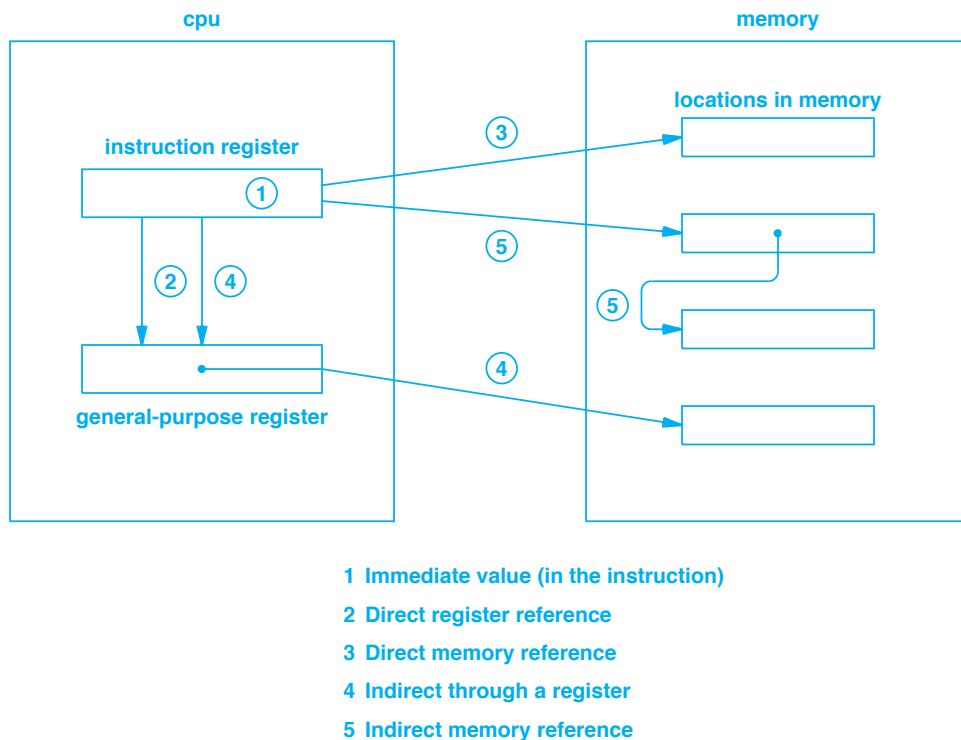 cpu
memory
locations in memory
3
instruction register
1
5
2
4
5
4
general-purpose register
1 Immediate value (in the instruction)
2 Direct register reference
3 Direct memory reference
4 Indirect through a register
5 Indirect memory reference